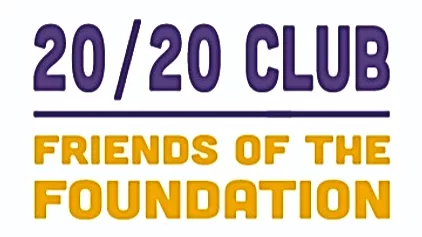 20/20 CLUB
FRIENDS OF THE
FOUNDATION